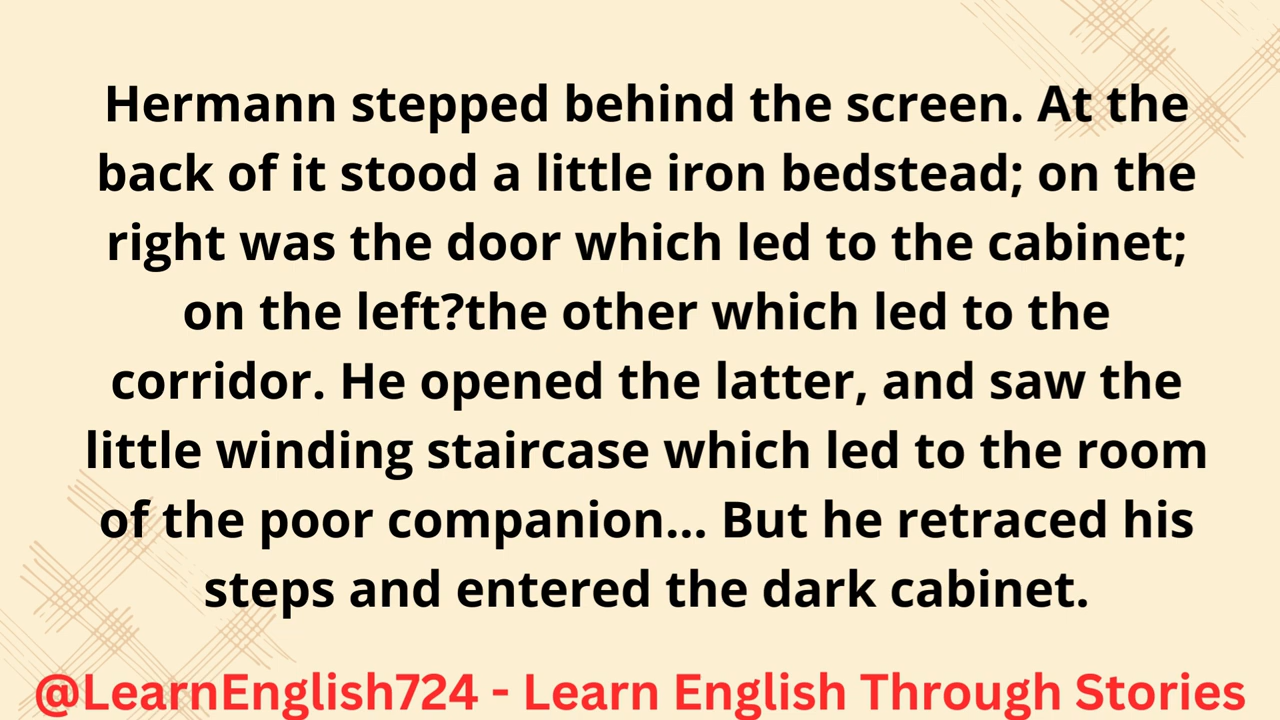 Hermann stepped behind the screen. At the
back of it stood a little iron bedstead; on the
right was the door which led to the cabinet;
on the left?the other which led to the
corridor. He opened the latter, and saw the
little winding staircase which led to the room
of the poor companion... But he retraced his
steps and entered the dark cabinet.
@LearnEnglish724 - Learn English Through Stories